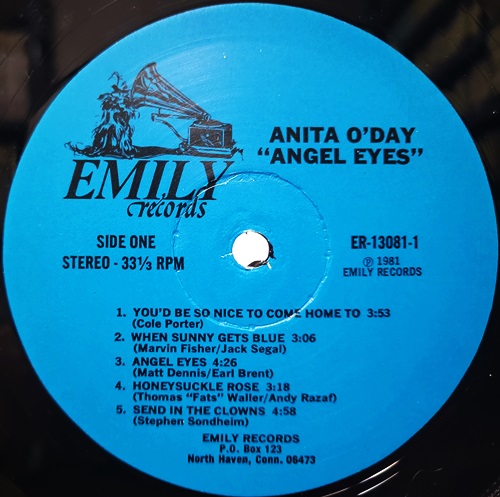 EMILY
records
ANITA O'DAY
"ANGEL EYES"
SIDE ONE
STEREO - 33⅓ RPM
ER-13081-1
℗ 1981
EMILY RECORDS
1. YOU'D BE SO NICE TO COME HOME TO 3:53
(Cole Porter)
2. WHEN SUNNY GETS BLUE 3:06
(Marvin Fisher/Jack Segal)
3. ANGEL EYES 4:26
(Matt Dennis/Earl Brent)
4. HONEYSUCKLE ROSE 3:18
(Thomas "Fats" Waller/Andy Razaf)
5. SEND IN THE CLOWNS 4:58
(Stephen Sondheim)
EMILY RECORDS
P.O. Box 123
North Haven, Conn. 06473